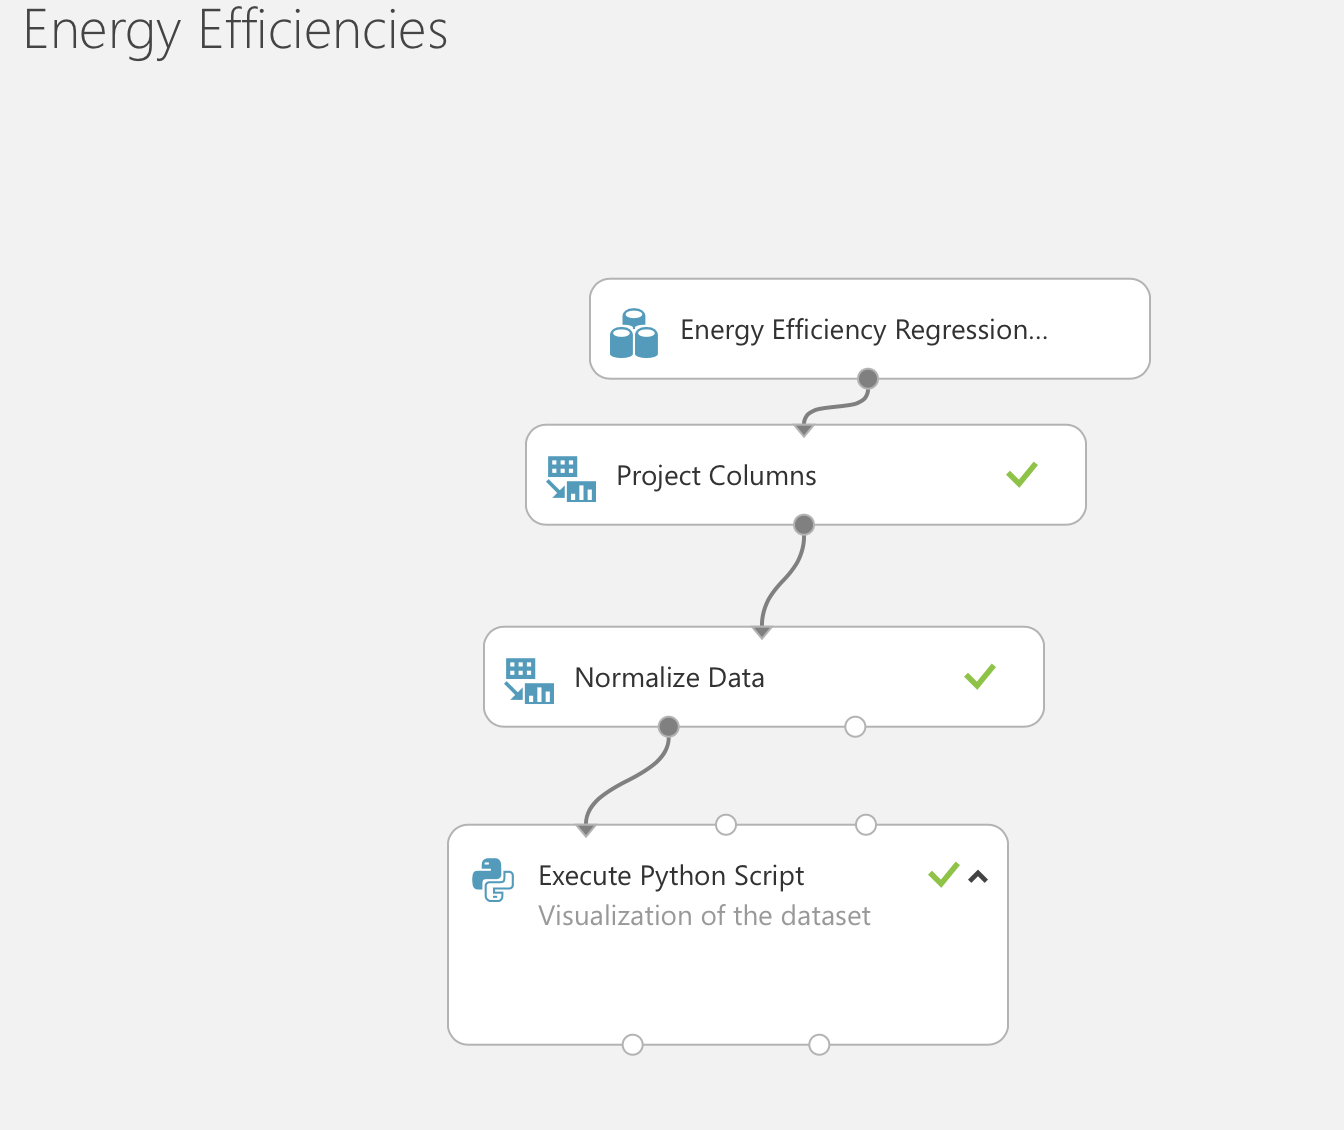 Energy Efficiencies
Energy Efficiency Regression...
Project Columns
Normalize Data
Execute Python Script
Visualization of the dataset